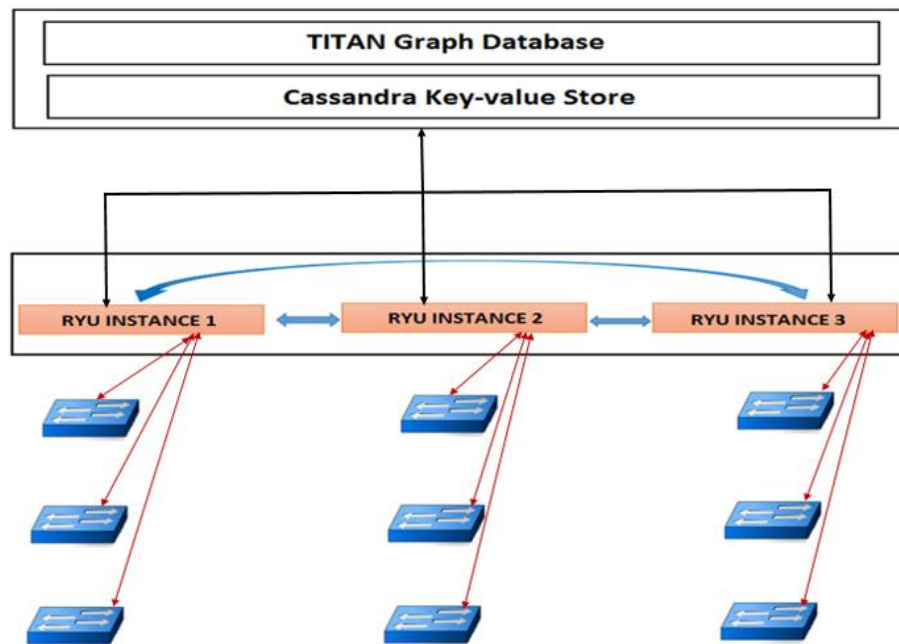 TITAN Graph Database
Cassandra Key-value Store
RYU INSTANCE 1
RYU INSTANCE 2
RYU INSTANCE 3